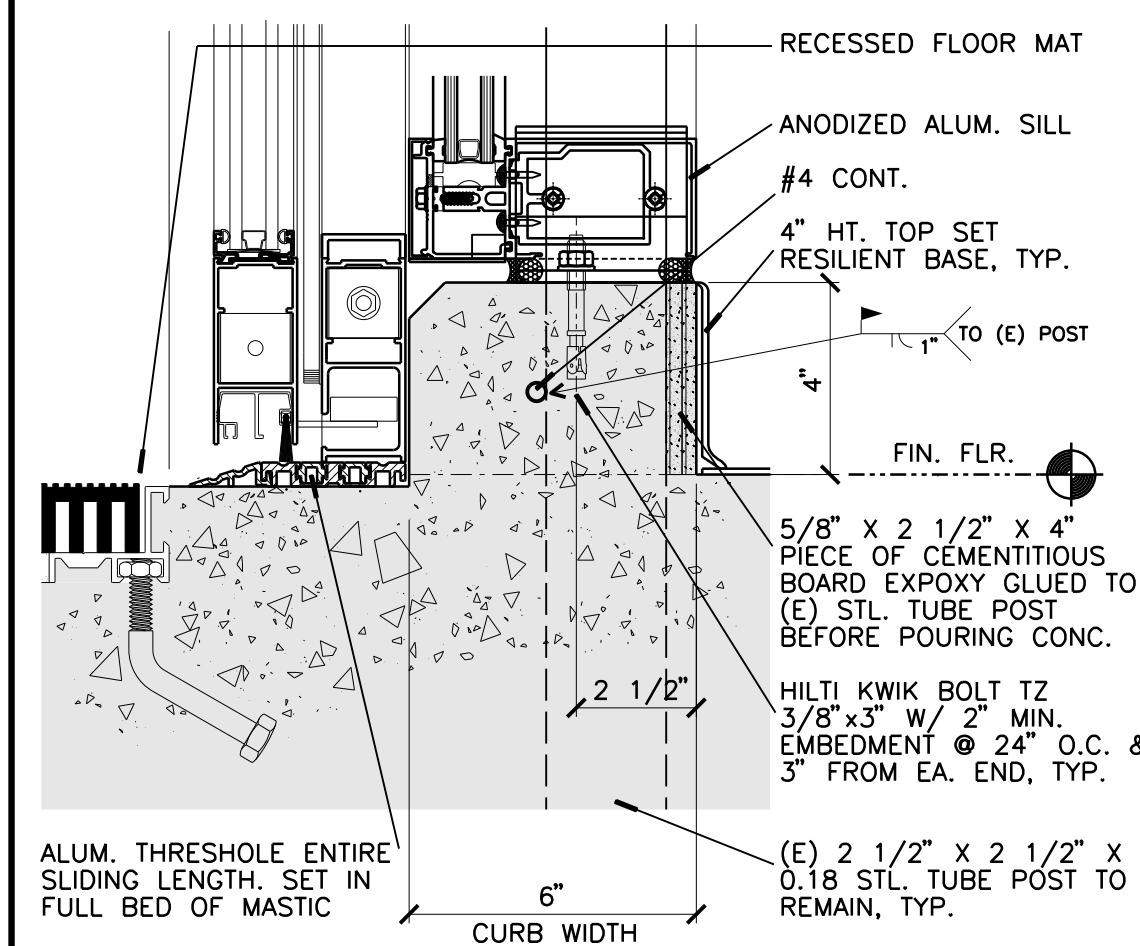 RECESSED FLOOR MAT
ANODIZED ALUM. SILL
#4 CONT.
4" HT. TOP SET
RESILIENT BASE, TYP.
1"
TO (E) POST
4"
FIN. FLR.
5/8" X 2 1/2" X 4"
PIECE OF CEMENTITIOUS
BOARD EXPOXY GLUED TO
(E) STL. TUBE POST
BEFORE POURING CONC.
2 1/2"
HILTI KWIK BOLT TZ
3/8"x3" W/ 2" MIN.
EMBEDMENT @ 24" O.C. &
3" FROM EA. END, TYP.
ALUM. THRESHOLE ENTIRE
SLIDING LENGTH. SET IN
FULL BED OF MASTIC
6"
CURB WIDTH
(E) 2 1/2" X 2 1/2" X
0.18 STL. TUBE POST TO
REMAIN, TYP.